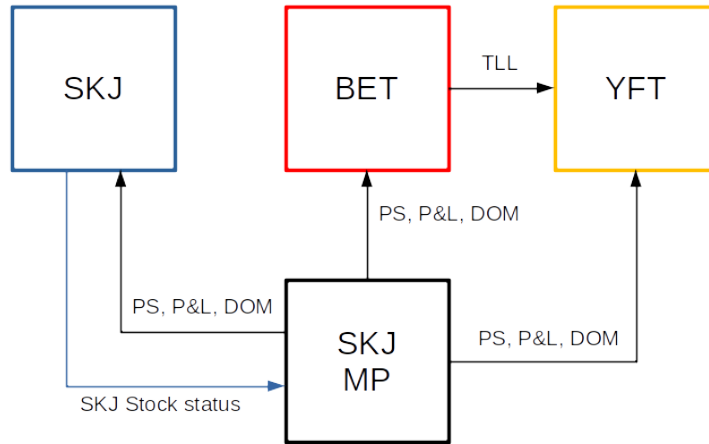 SKJ
BET
TLL
YFT
PS, P&L, DOM
PS, P&L, DOM
SKJ
MP
PS, P&L, DOM
SKJ Stock status